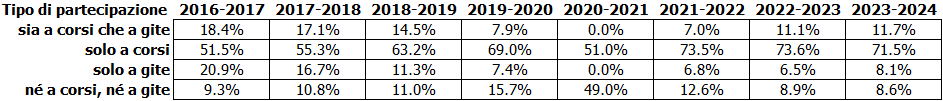 Tipo di partecipazione 2016-2017 2017-2018 2018-2019 2019-2020 2020-2021 2021-2022 2022-2023 2023-2024
sia a corsi che a gite 18.4% 17.1% 14.5% 7.9% 0.0% 7.0% 11.1% 11.7%
solo a corsi 51.5% 55.3% 63.2% 69.0% 51.0% 73.5% 73.6% 71.5%
solo a gite 20.9% 16.7% 11.3% 7.4% 0.0% 6.8% 6.5% 8.1%
né a corsi, né a gite 9.3% 10.8% 11.0% 15.7% 49.0% 12.6% 8.9% 8.6%